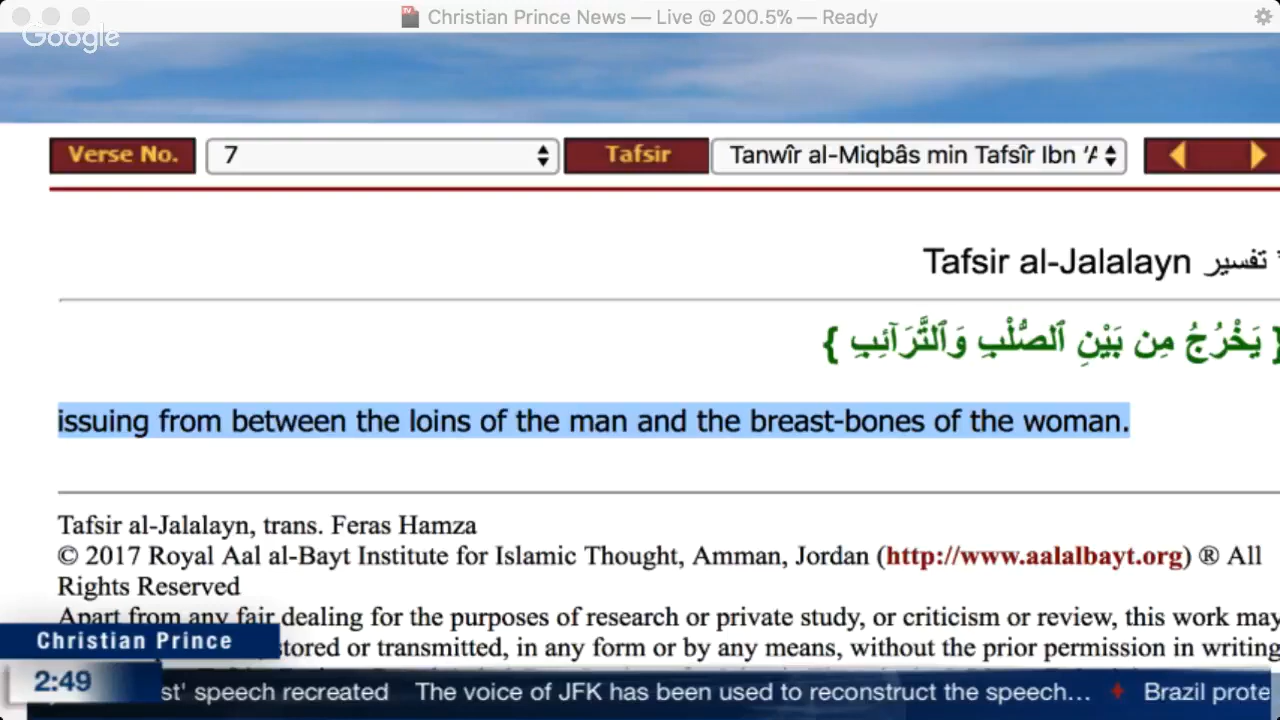 Christian Prince News — Live @ 200.5% — Ready
Google
Verse No. 7 Tafsir Tanwîr al-Miqbâs min Tafsîr Ibn ‘
* تفسير Tafsir al-Jalalayn
{ يَخْرُجُ مِن بَيْنِ ٱلصُّلْبِ وَٱلتَّرَآئِبِ }
issuing from between the loins of the man and the breast-bones of the woman.
Tafsir al-Jalalayn, trans. Feras Hamza
© 2017 Royal Aal al-Bayt Institute for Islamic Thought, Amman, Jordan (http://www.aalalbayt.org) ® All
Rights Reserved
Apart from any fair dealing for the purposes of research or private study, or criticism or review, this work may
Christian Prince
stored or transmitted, in any form or by any means, without the prior permission in writing
2:49
st' speech recreated The voice of JFK has been used to reconstruct the speech... Brazil prote